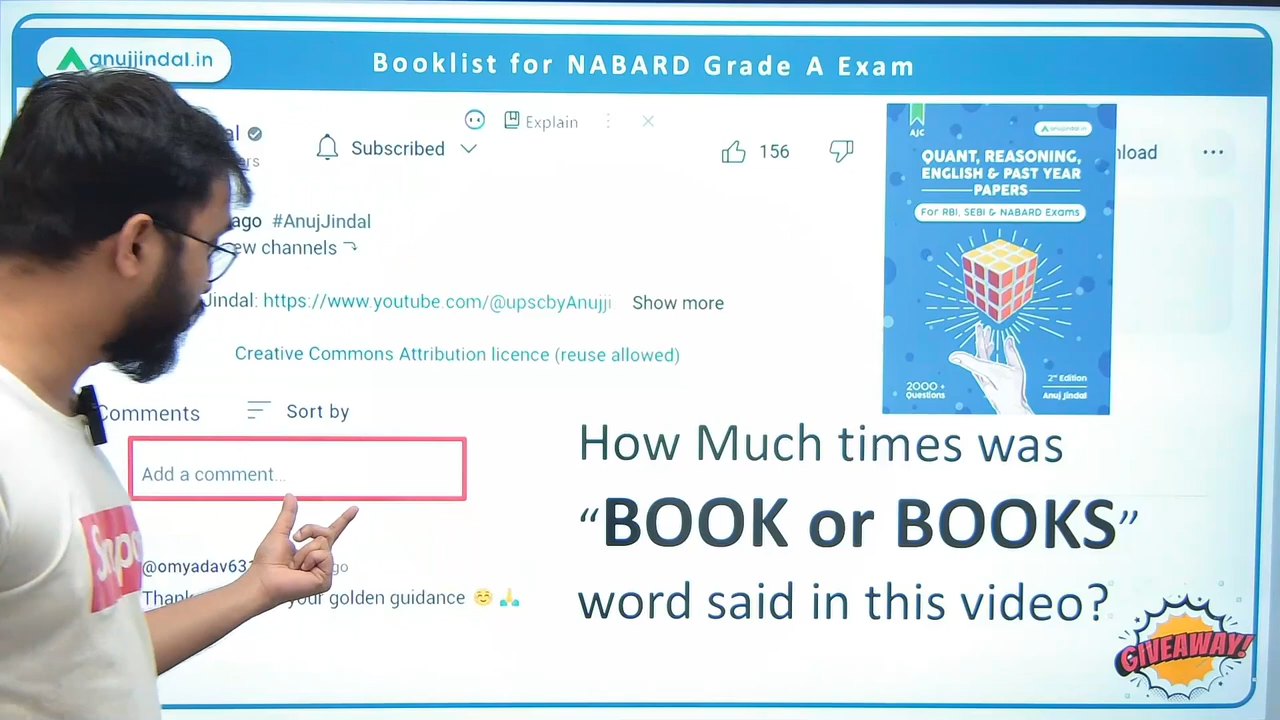 anujjindal.in
Booklist for NABARD Grade A Exam
Explain
Subscribed
156
ago #AnujJindal
ew channels
Jindal: https://www.youtube.com/@upscbyAnujji Show more
Creative Commons Attribution licence (reuse allowed)
Comments
Sort by
Add a comment...
@omyadav63
your golden guidance ☺️ 🙏
AJC
anujjindal.in
QUANT, REASONING,
ENGLISH & PAST YEAR
PAPERS
For RBI, SEBI & NABARD Exams
2000+
Questions
2nd Edition
Anuj Jindal
...
How Much times was
“BOOK or BOOKS”
word said in this video?
GIVEAWAY!